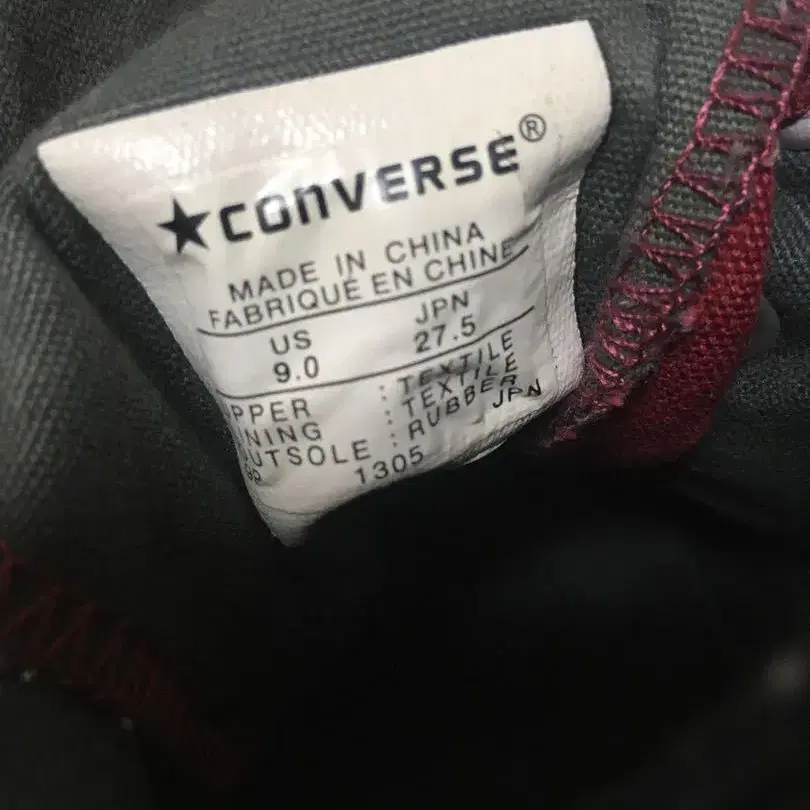 ★CONVERSE®
MADE IN CHINA
FABRIQUÉ EN CHINE
US JPN
9.0 27.5
PPER : TEXTILE
NING : TEXTILE
UTSOLE : RUBBER
1305 JPN